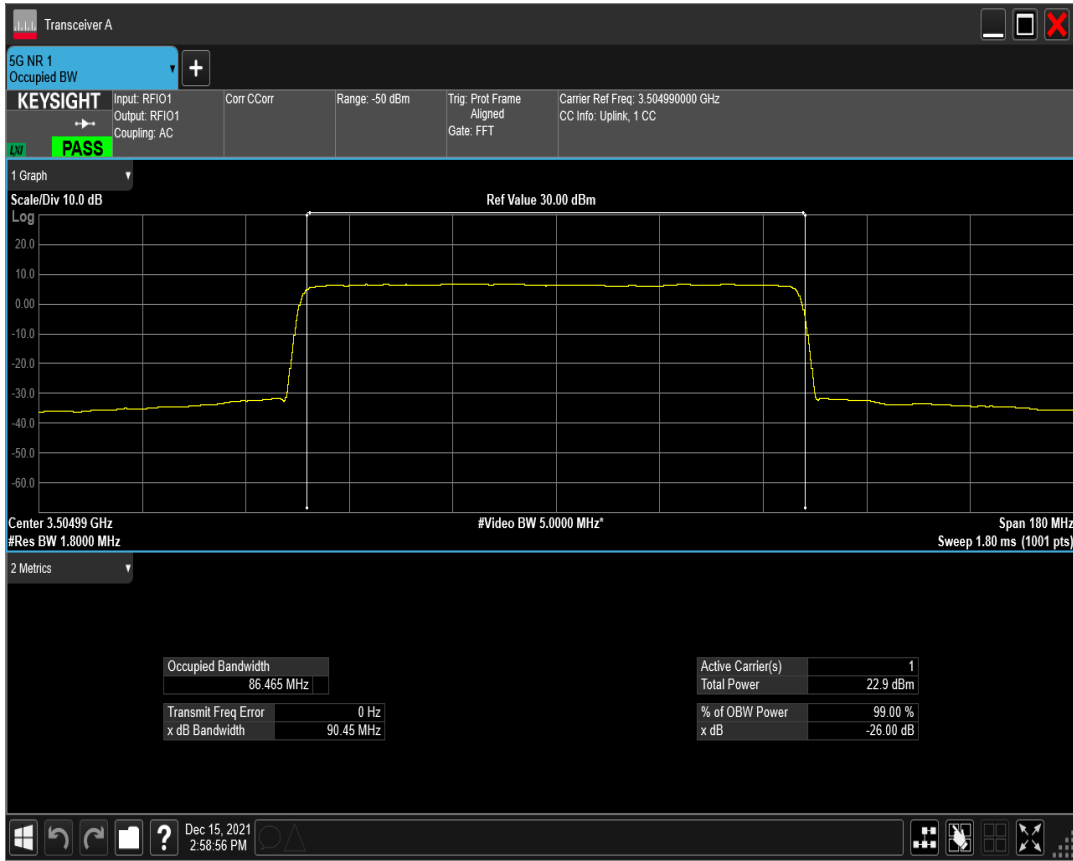 Transceiver A
5G NR 1
Occupied BW
KEYSIGHT
LXI
PASS
Input: RFIO1
Output: RFIO1
Coupling: AC
Corr CCorr
Range: -50 dBm
Trig: Prot Frame
Aligned
Gate: FFT
Carrier Ref Freq: 3.504990000 GHz
CC Info: Uplink, 1 CC
1 Graph
Scale/Div 10.0 dB
Ref Value 30.00 dBm
Log
20.0
10.0
0.00
-10.0
-20.0
-30.0
-40.0
-50.0
-60.0
Center 3.50499 GHz
#Video BW 5.0000 MHz*
Span 180 MHz
#Res BW 1.8000 MHz
Sweep 1.80 ms (1001 pts)
2 Metrics
Occupied Bandwidth
86.465 MHz
Transmit Freq Error 0 Hz
x dB Bandwidth 90.45 MHz
Active Carrier(s) 1
Total Power 22.9 dBm
% of OBW Power 99.00 %
x dB -26.00 dB
?
Dec 15, 2021
2:58:56 PM